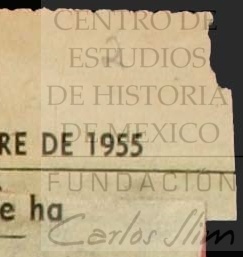 CENTRO DE
ESTUDIOS
DE HISTORIA
DE MEXICO
RE DE 1955
FUNDACIÓN
e ha
Carlos Slim